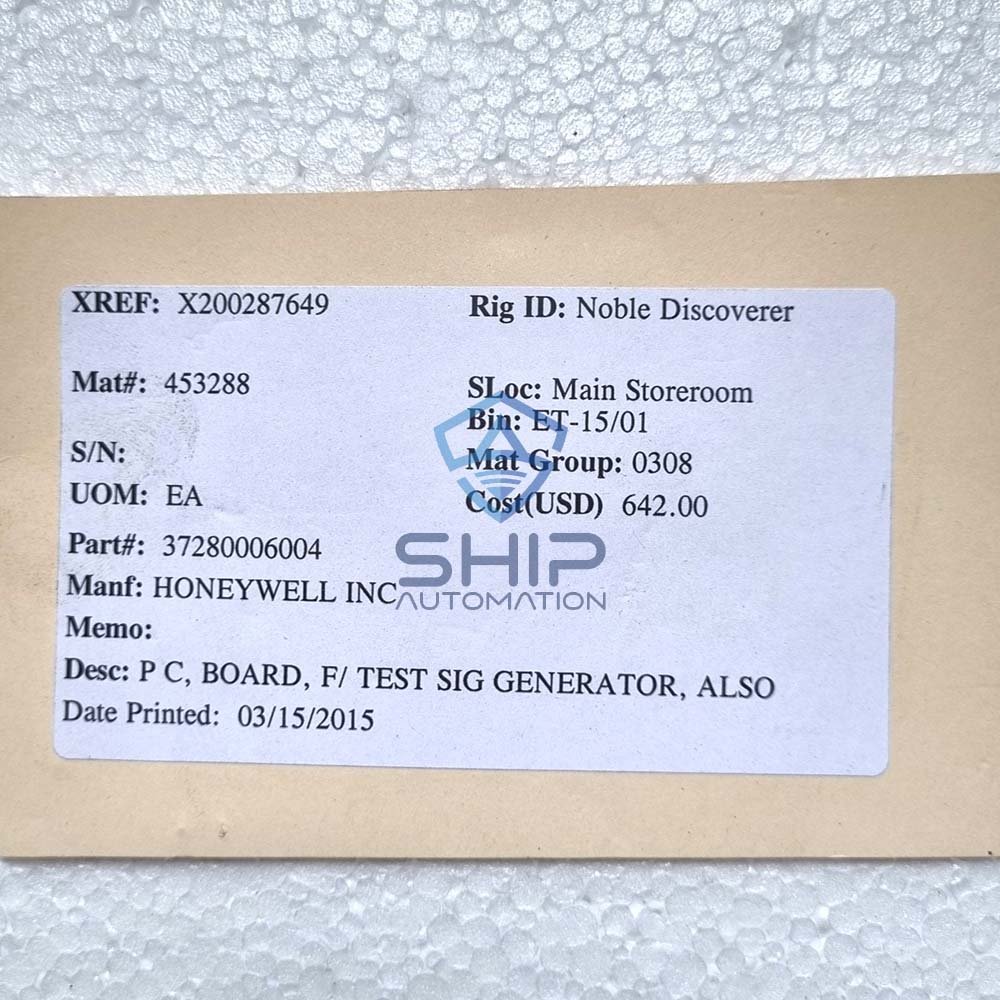 XREF: X200287649
Rig ID: Noble Discoverer
Mat#: 453288
SLoc: Main Storeroom
Bin: ET-15/01
S/N:
Mat Group: 0308
UOM: EA
Cost(USD) 642.00
Part#: 37280006004
Manf: HONEYWELL INC
Memo:
Desc: P C, BOARD, F/ TEST SIG GENERATOR, ALSO
Date Printed: 03/15/2015
SHIP
AUTOMATION